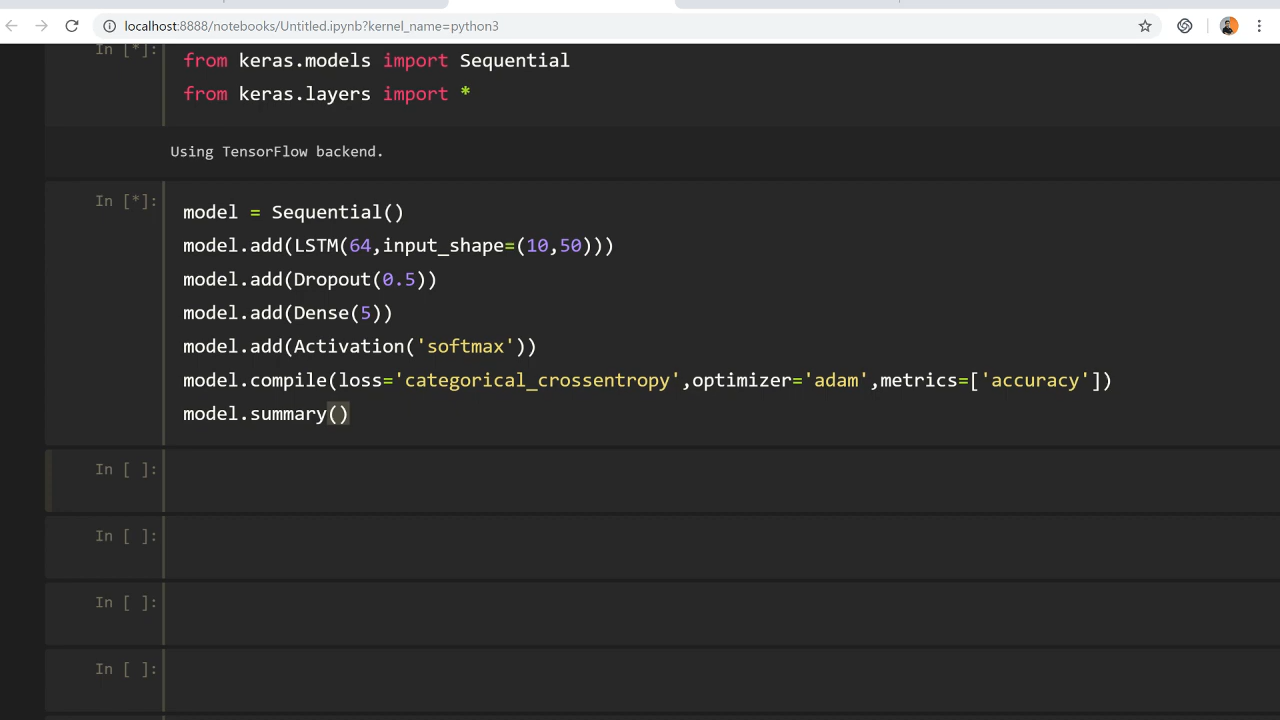 localhost:8888/notebooks/Untitled.ipynb?kernel_name=python3
In [*]:
from keras.models import Sequential
from keras.layers import *
Using TensorFlow backend.
In [*]:
model = Sequential()
model.add(LSTM(64,input_shape=(10,50)))
model.add(Dropout(0.5))
model.add(Dense(5))
model.add(Activation('softmax'))
model.compile(loss='categorical_crossentropy',optimizer='adam',metrics=['accuracy'])
model.summary()
In [ ]:
In [ ]:
In [ ]:
In [ ]: